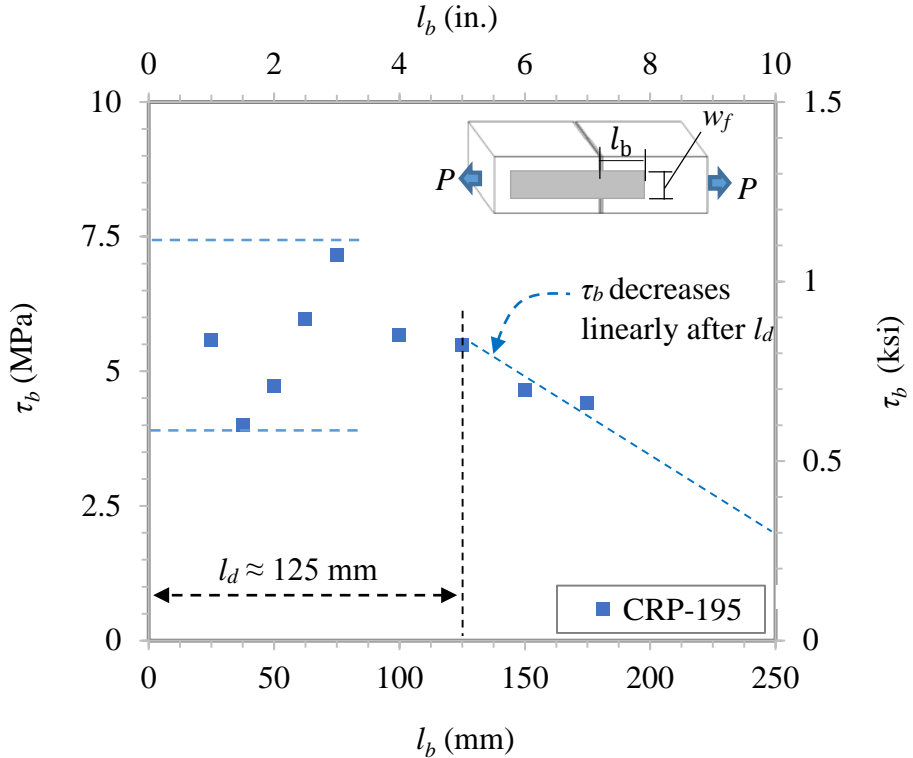 l_b (in.)
0 2 4 6 8 10
10 1.5
w_f
l_b
P P
7.5
1
τ_b decreases
linearly after l_d
τ_b (MPa)
5
τ_b (ksi)
0.5
2.5
l_d ≈ 125 mm
CRP-195
0 0
0 50 100 150 200 250
l_b (mm)